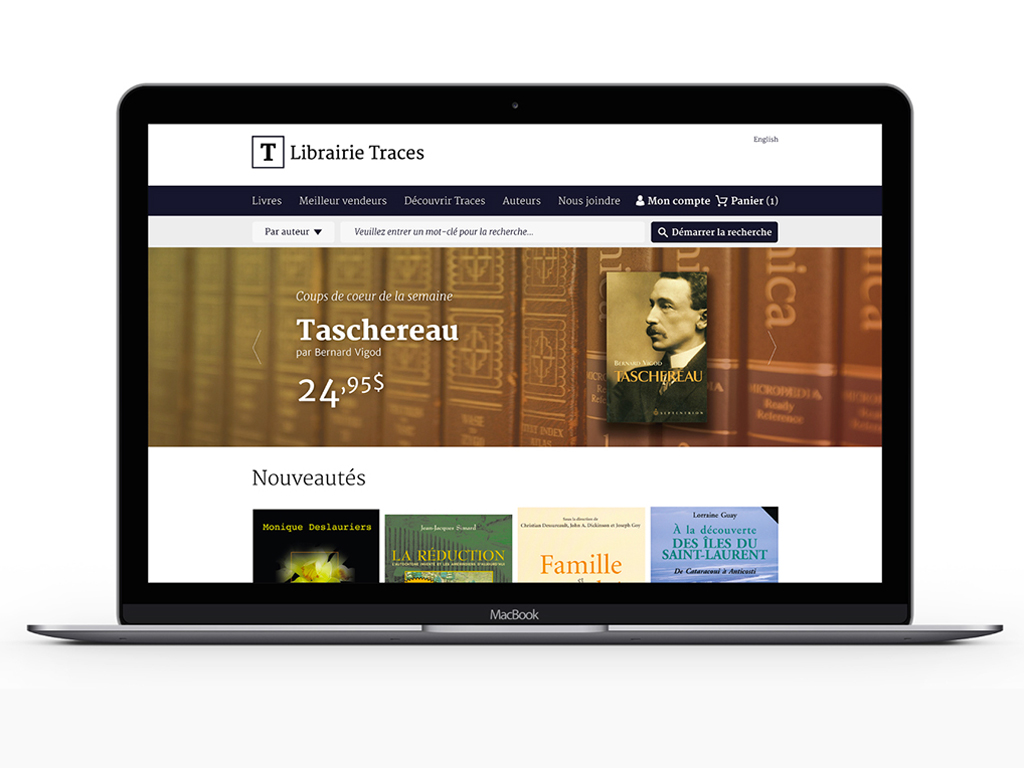 T Librairie Traces
English
Livres Meilleur vendeurs Découvrir Traces Auteurs Nous joindre Mon compte Panier (1)
Par auteur Veuillez entrer un mot-clé pour la recherche... Démarrer la recherche
Coups de coeur de la semaine
Taschereau
par Bernard Vigod
24,95$
BERNARD VIGOD
TASCHEREAU
SEPTENTRION
nica
MICROPÆDIA
Ready
Reference
Nouveautés
Monique Deslauriers
Jean-Jacques Simard
LA RÉDUCTION
Sous la direction de
Christian Dessureault, John A. Dickinson et Joseph Goy
Famille
Lorraine Guay
À la découverte
DES ÎLES DU
SAINT-LAURENT
De Cataracoui à Anticosti
MacBook